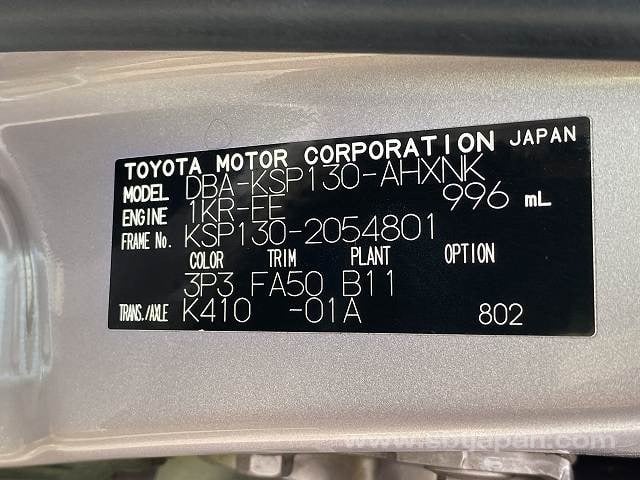 TOYOTA MOTOR CORPORATION JAPAN
MODEL DBA-KSP130-AHXNK
ENGINE 1KR-FE 996 mL
FRAME No. KSP130-2054801
COLOR TRIM PLANT OPTION
3P3 FA50 B11
TRANS./AXLE K410 -01A 802
www.sbtjapan.com